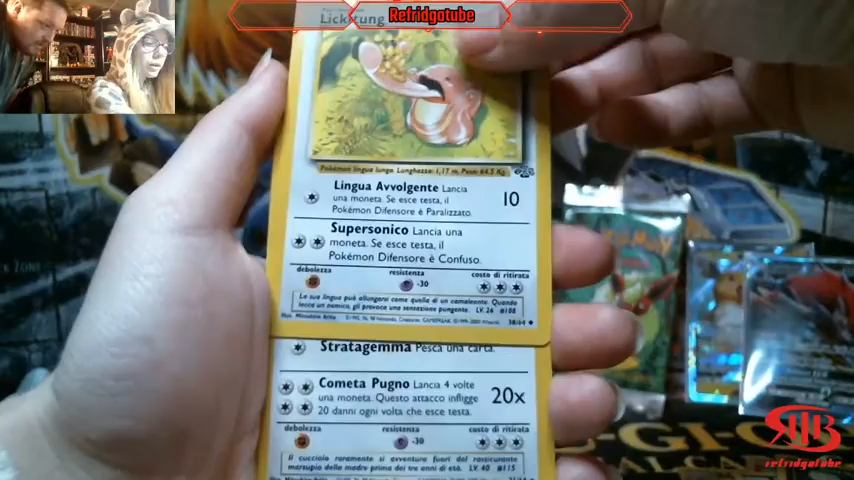 Refridgotube
Lickitung
Pokémon lingua lunga. Lunghezza: 1,17 m, Peso: 64.5 Kg
Lingua Avvolgente Lancia
una moneta. Se esce testa, il
Pokémon Difensore è Paralizzato.
10
Supersonico Lancia una
moneta. Se esce testa, il
Pokémon Difensore è Confuso.
debolezza resistenza costo di ritirata
-30
La sua lingua può allungarsi come quella di un camaleonte. Quando
lecca un nemico, gli provoca una sensazione pungente. LV. 26 #108
38/64
Stratagemma Pesca una carta.
Cometa Pugno Lancia 4 volte
una moneta. Questo attacco infligge
20 danni ogni volta che esce testa.
20x
debolezza resistenza costo di ritirata
-30
Il cucciolo raramente si avventura fuori dal rassicurante
marsupio della madre prima dei tre anni di età. LV. 40 #115
RB
refridgotube